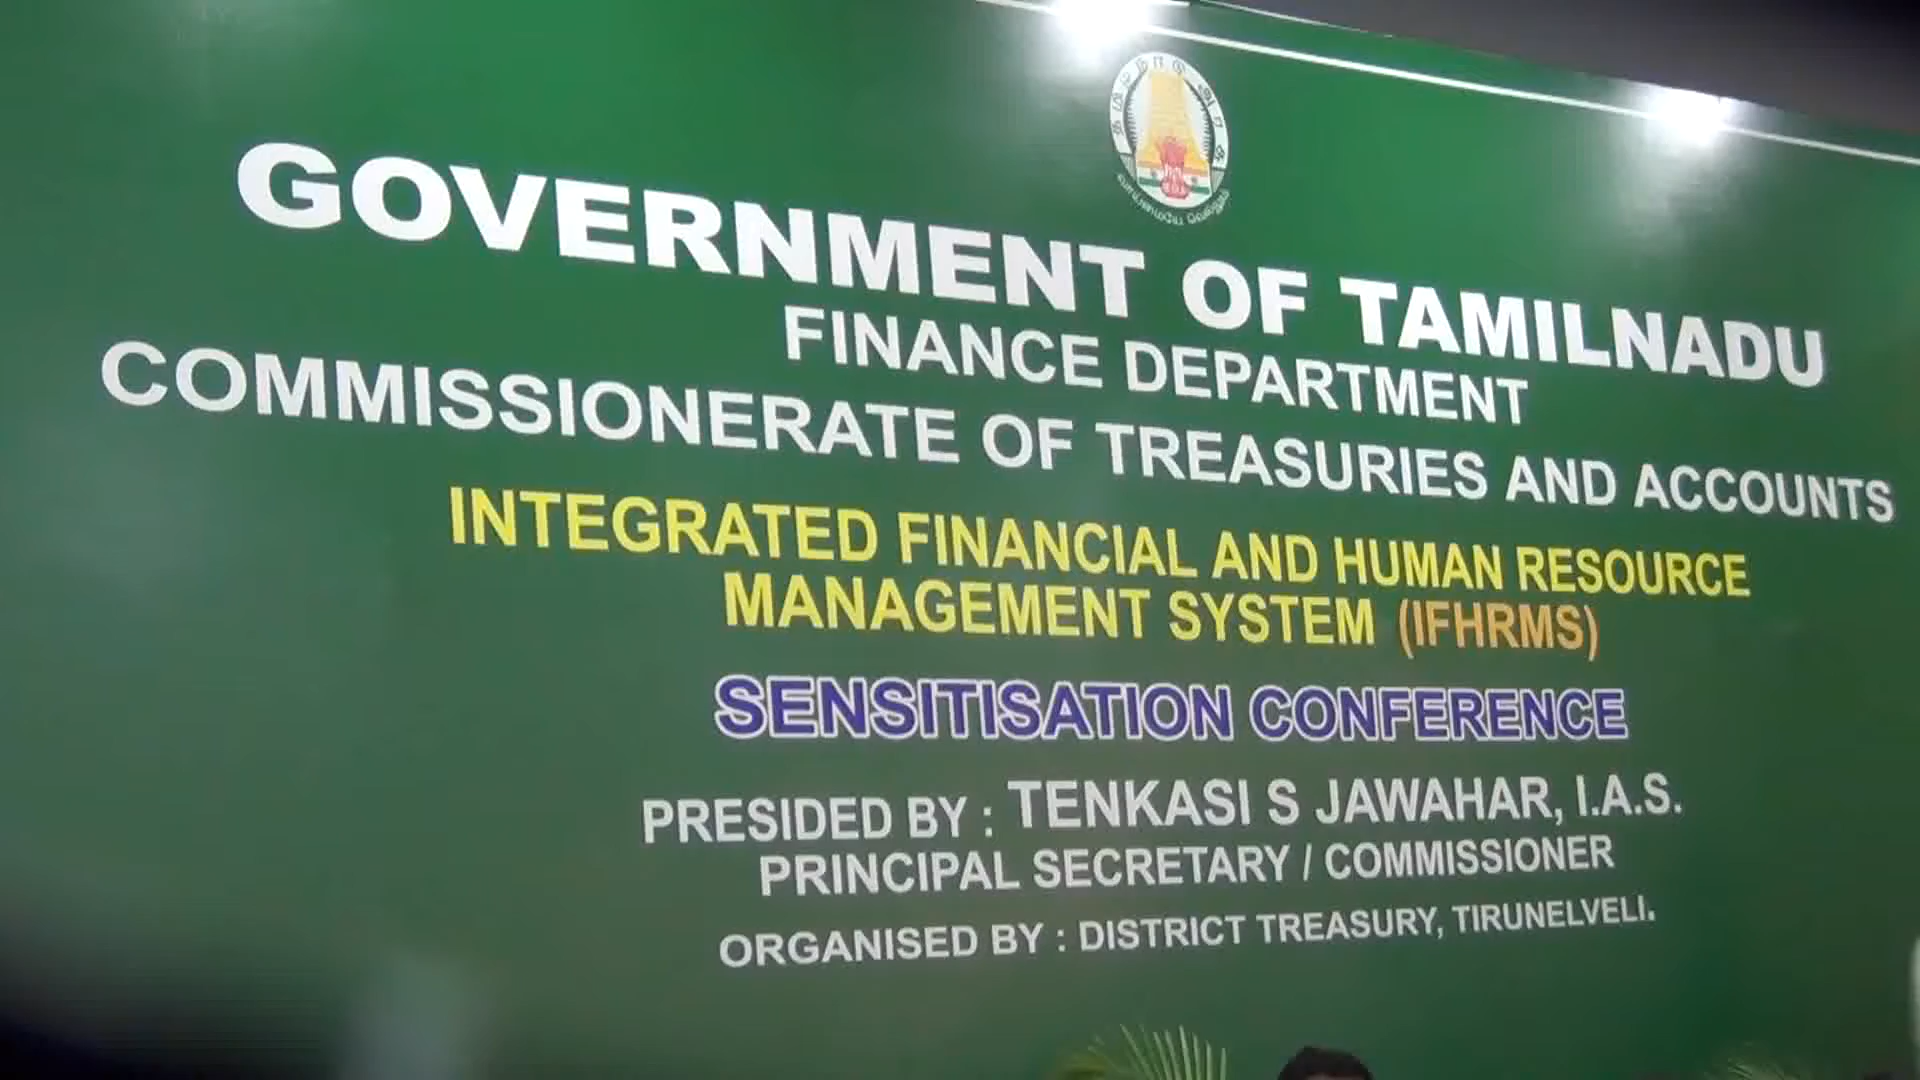 GOVERNMENT OF TAMILNADU
FINANCE DEPARTMENT
COMMISSIONERATE OF TREASURIES AND ACCOUNTS
INTEGRATED FINANCIAL AND HUMAN RESOURCE
MANAGEMENT SYSTEM (IFHRMS)
SENSITISATION CONFERENCE
PRESIDED BY : TENKASI S JAWAHAR, I.A.S.
PRINCIPAL SECRETARY / COMMISSIONER
ORGANISED BY : DISTRICT TREASURY, TIRUNELVELI.